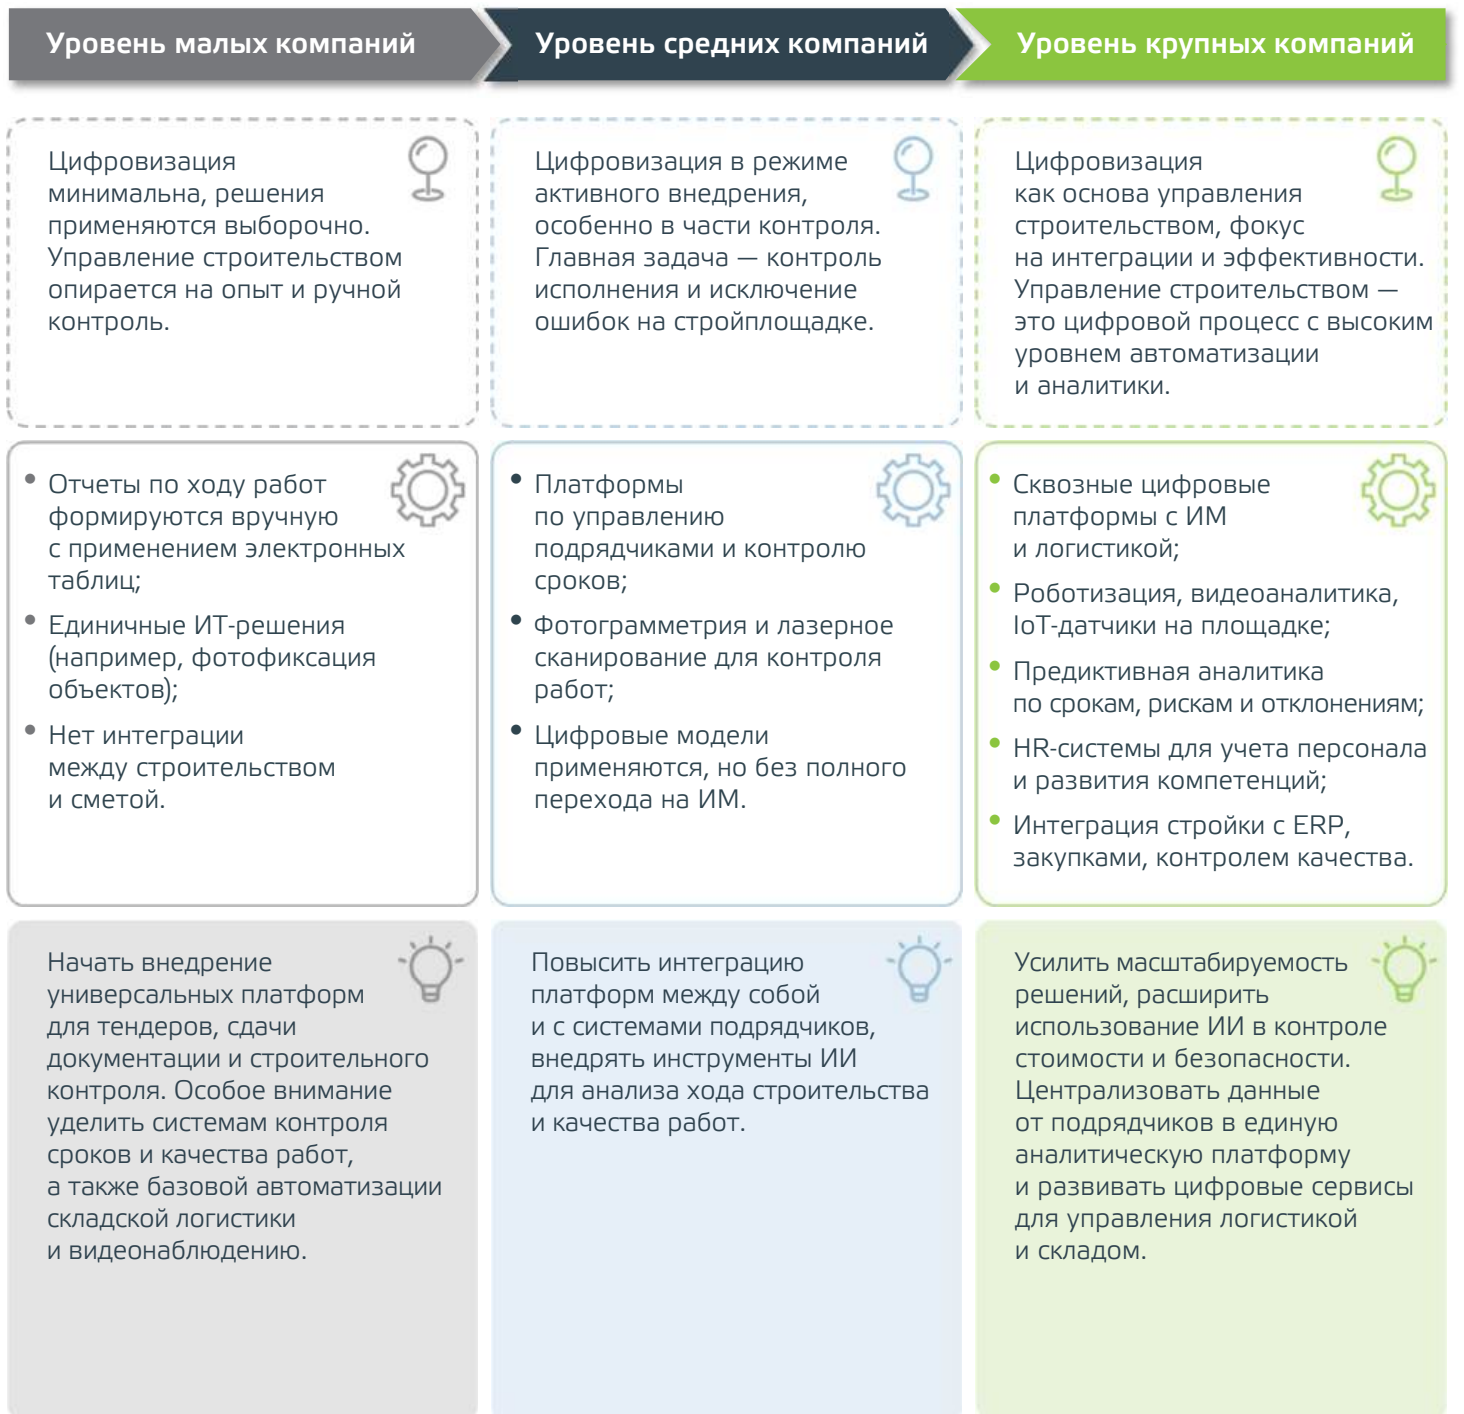 Уровень малых компаний
Уровень средних компаний
Уровень крупных компаний
Цифровизация
минимальна, решения
применяются выборочно.
Управление строительством
опирается на опыт и ручной
контроль.
Цифровизация в режиме
активного внедрения,
особенно в части контроля.
Главная задача — контроль
исполнения и исключение
ошибок на стройплощадке.
Цифровизация
как основа управления
строительством, фокус
на интеграции и эффективности.
Управление строительством —
это цифровой процесс с высоким
уровнем автоматизации
и аналитики.
• Отчеты по ходу работ
формируются вручную
с применением электронных
таблиц;
• Единичные ИТ-решения
(например, фотофиксация
объектов);
• Нет интеграции
между строительством
и сметой.
• Платформы
по управлению
подрядчиками и контролю
сроков;
• Фотограмметрия и лазерное
сканирование для контроля
работ;
• Цифровые модели
применяются, но без полного
перехода на ИМ.
• Сквозные цифровые
платформы с ИМ
и логистикой;
• Роботизация, видеоаналитика,
IoT-датчики на площадке;
• Предиктивная аналитика
по срокам, рискам и отклонениям;
• HR-системы для учета персонала
и развития компетенций;
• Интеграция стройки с ERP,
закупками, контролем качества.
Начать внедрение
универсальных платформ
для тендеров, сдачи
документации и строительного
контроля. Особое внимание
уделить системам контроля
сроков и качества работ,
а также базовой автоматизации
складской логистики
и видеонаблюдению.
Повысить интеграцию
платформ между собой
и с системами подрядчиков,
внедрять инструменты ИИ
для анализа хода строительства
и качества работ.
Усилить масштабируемость
решений, расширить
использование ИИ в контроле
стоимости и безопасности.
Централизовать данные
от подрядчиков в единую
аналитическую платформу
и развивать цифровые сервисы
для управления логистикой
и складом.